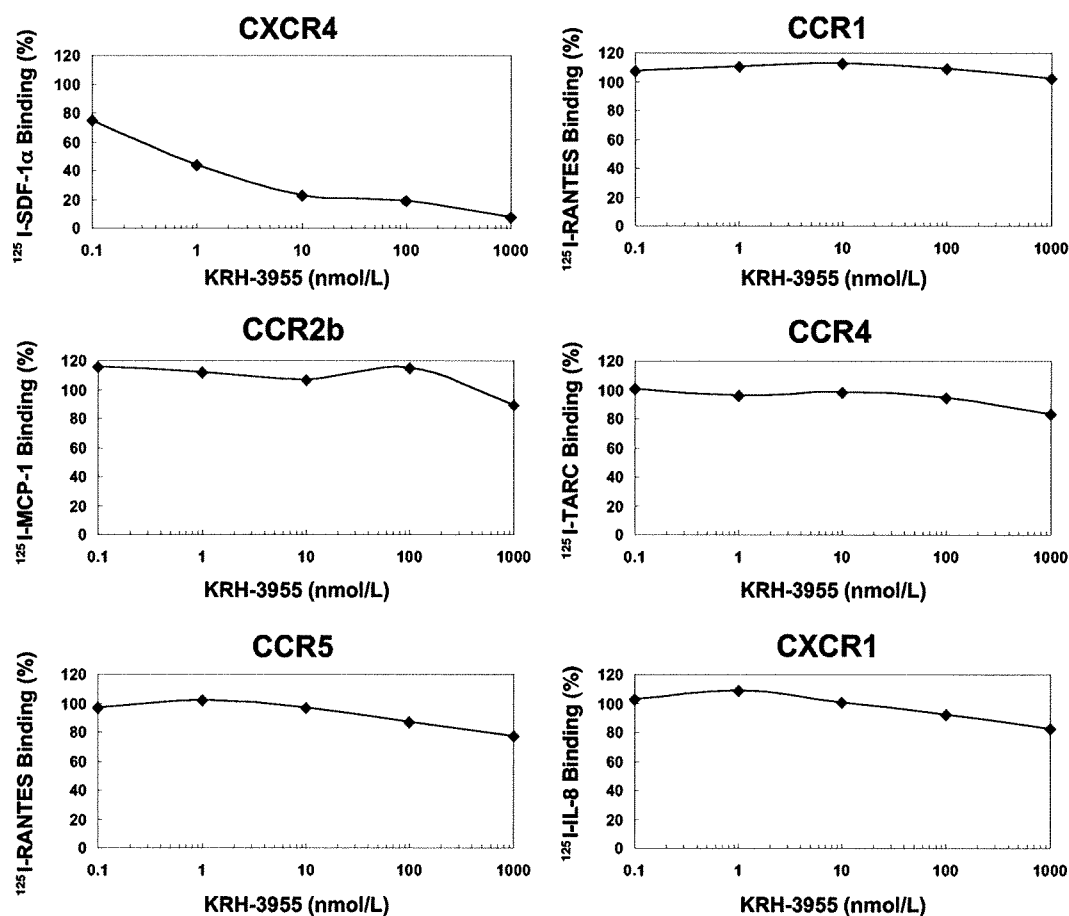 CXCR4
¹²⁵I-SDF-1α Binding (%)
120
100
80
60
40
20
0
0.1 1 10 100 1000
KRH-3955 (nmol/L)
CCR1
¹²⁵I-RANTES Binding (%)
120
100
80
60
40
20
0
0.1 1 10 100 1000
KRH-3955 (nmol/L)
CCR2b
¹²⁵I-MCP-1 Binding (%)
120
100
80
60
40
20
0
0.1 1 10 100 1000
KRH-3955 (nmol/L)
CCR4
¹²⁵I-TARC Binding (%)
120
100
80
60
40
20
0
0.1 1 10 100 1000
KRH-3955 (nmol/L)
CCR5
¹²⁵I-RANTES Binding (%)
120
100
80
60
40
20
0
0.1 1 10 100 1000
KRH-3955 (nmol/L)
CXCR1
¹²⁵I-IL-8 Binding (%)
120
100
80
60
40
20
0
0.1 1 10 100 1000
KRH-3955 (nmol/L)